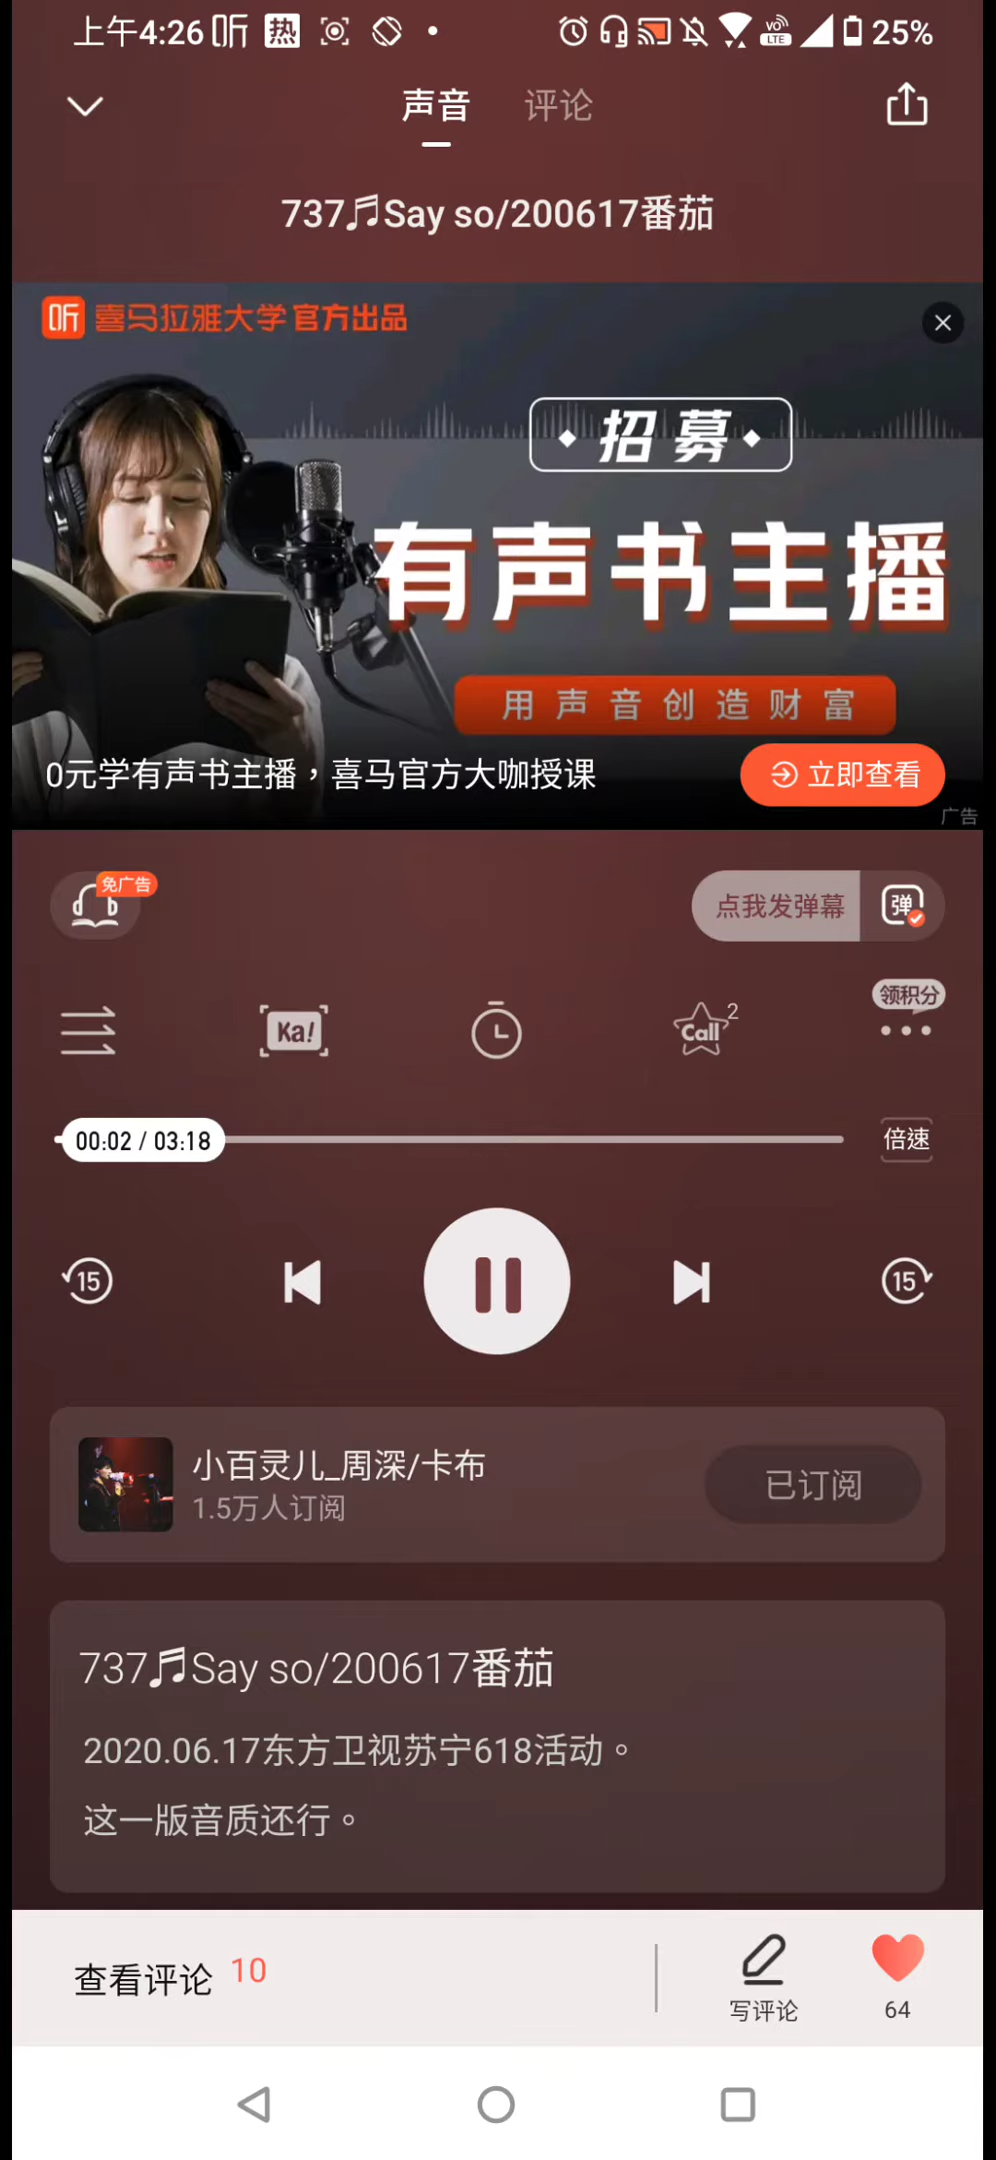 上午4:26 听 热 VO LTE 25%
声音 评论
737🎵Say so/200617番茄
听 喜马拉雅大学 官方出品
招募
有声书主播
用声音创造财富
0元学有声书主播，喜马官方大咖授课 立即查看
广告
免广告
点我发弹幕 弹
领积分
Ka! Call 2
00:02 / 03:18 倍速
15 15
小百灵儿_周深/卡布
1.5万人订阅
已订阅
737🎵Say so/200617番茄
2020.06.17东方卫视苏宁618活动。
这一版音质还行。
查看评论 10
写评论 64